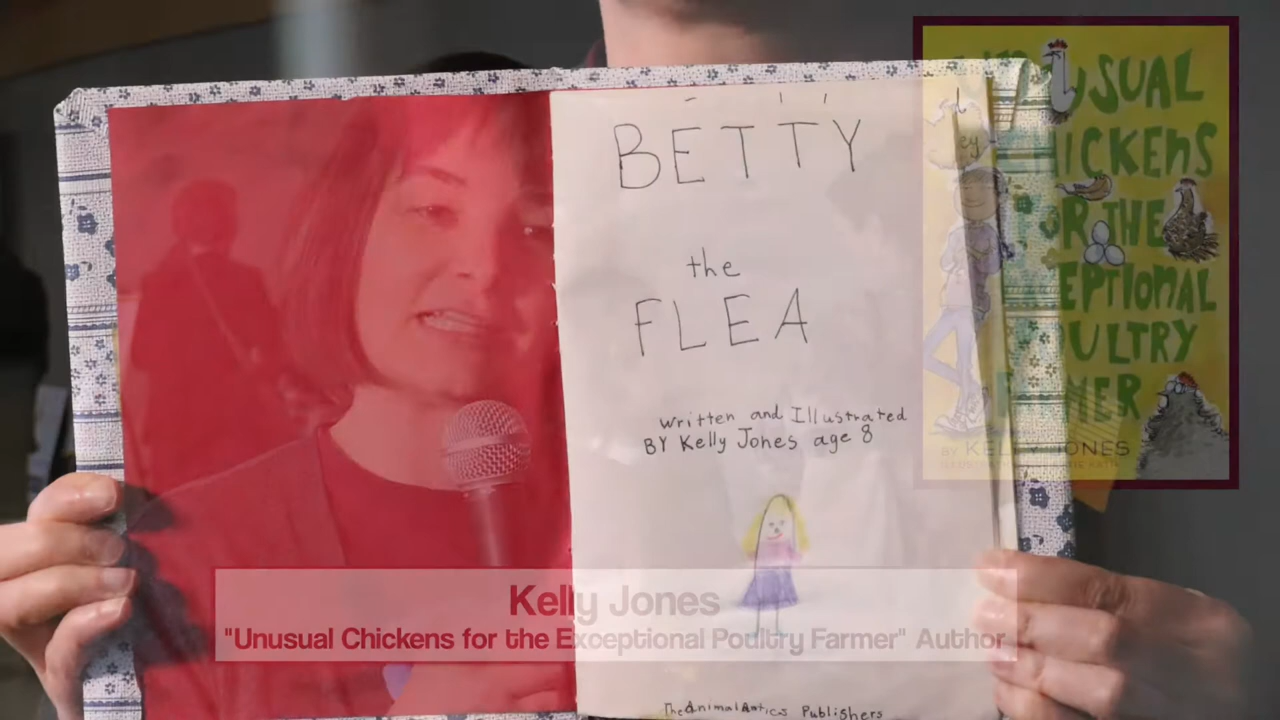 BETTY
the
FLEA
Written and Illustrated
BY Kelly Jones age 8
The Animal Antics Publishers
USUAL
HICKENS
OR THE
EPTIONAL
ULTRY
MER
BY KELLY JONES
Kelly Jones
"Unusual Chickens for the Exceptional Poultry Farmer" Author